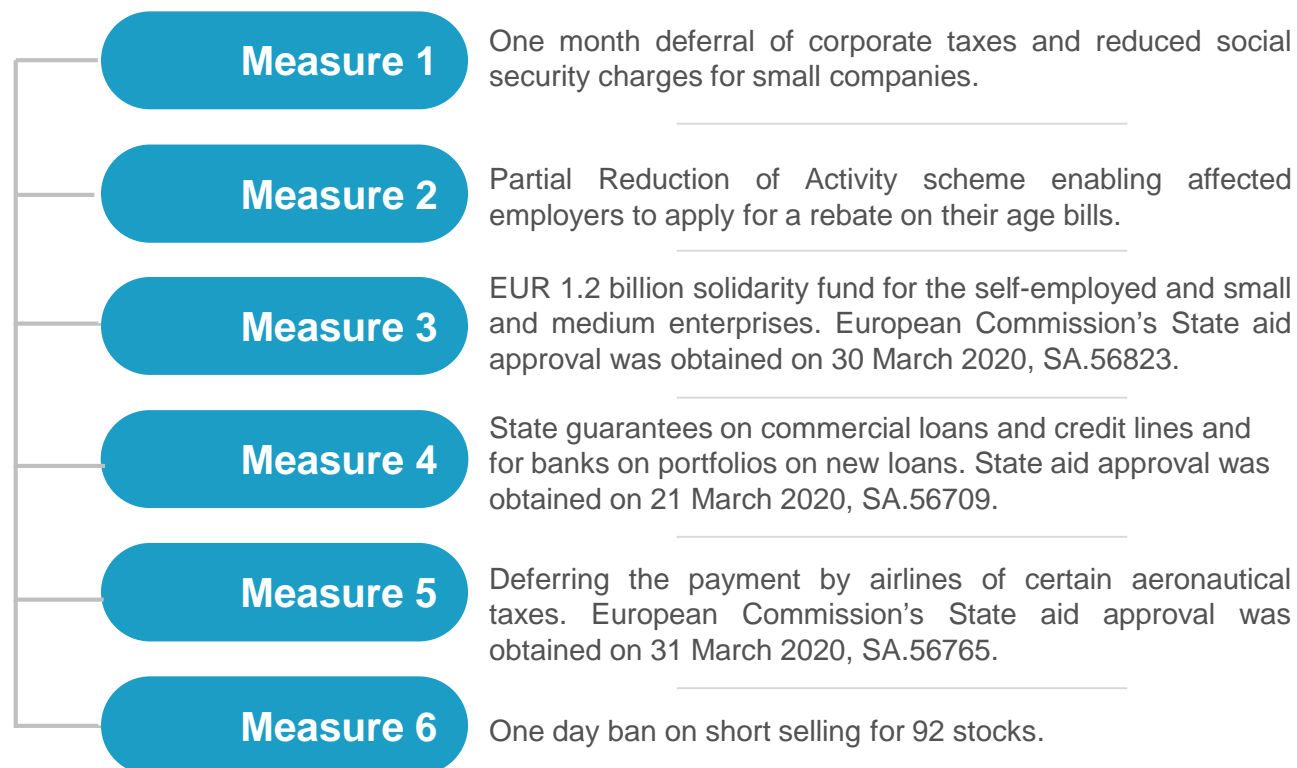 Measure 1
One month deferral of corporate taxes and reduced social
security charges for small companies.
Measure 2
Partial Reduction of Activity scheme enabling affected
employers to apply for a rebate on their age bills.
Measure 3
EUR 1.2 billion solidarity fund for the self-employed and small
and medium enterprises. European Commission’s State aid
approval was obtained on 30 March 2020, SA.56823.
Measure 4
State guarantees on commercial loans and credit lines and
for banks on portfolios on new loans. State aid approval was
obtained on 21 March 2020, SA.56709.
Measure 5
Deferring the payment by airlines of certain aeronautical
taxes. European Commission’s State aid approval was
obtained on 31 March 2020, SA.56765.
Measure 6
One day ban on short selling for 92 stocks.